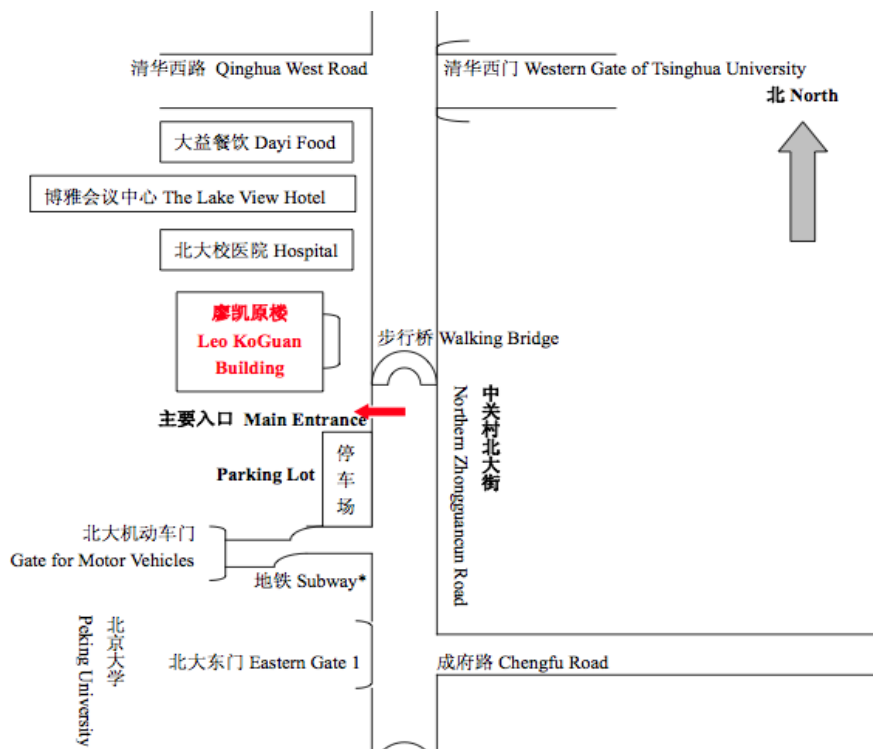 清华西路 Qinghua West Road
清华西门 Western Gate of Tsinghua University
北 North
大益餐饮 Dayi Food
博雅会议中心 The Lake View Hotel
北大校医院 Hospital
廖凯原楼
Leo KoGuan
Building
步行桥 Walking Bridge
主要入口 Main Entrance
中关村北大街
Northern Zhongguancun Road
Parking Lot
停车场
北大机动车门
Gate for Motor Vehicles
地铁 Subway*
北京大学
Peking University
北大东门 Eastern Gate 1
成府路 Chengfu Road